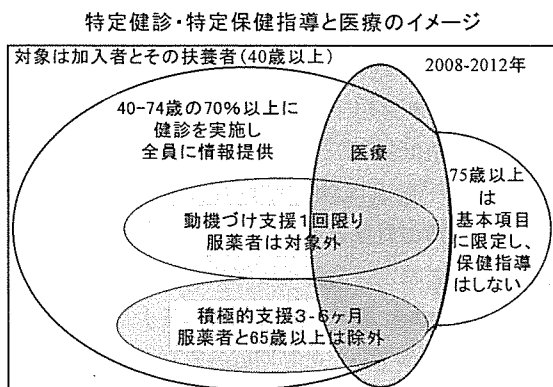 特定健診・特定保健指導と医療のイメージ
対象は加入者とその扶養者(40歳以上)
2008-2012年
40-74歳の70%以上に
健診を実施し
全員に情報提供
医療
75歳以上
は
基本項目
に限定し、
保健指導
はしない
動機づけ支援1回限り
服薬者は対象外
積極的支援3-6ヶ月
服薬者と65歳以上は除外